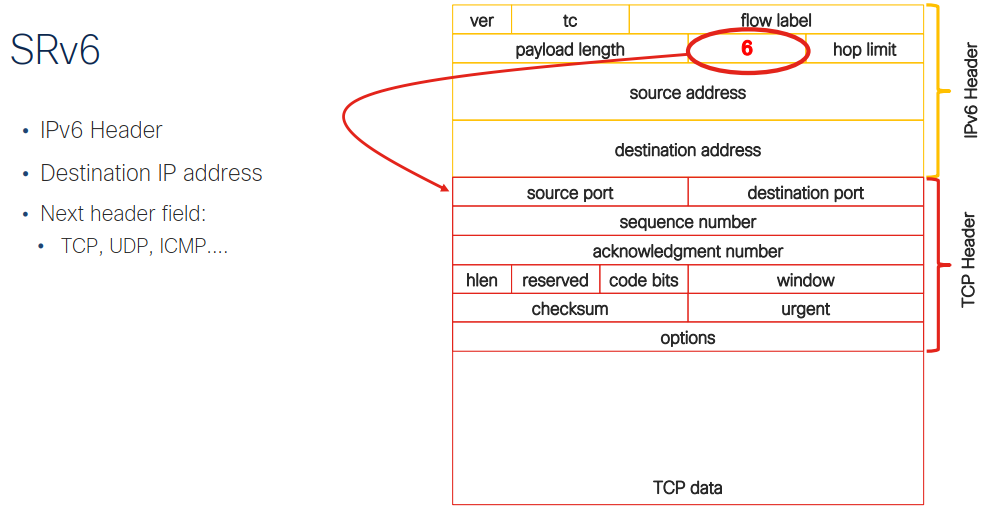 SRv6
IPv6 Header
Destination IP address
Next header field:
TCP, UDP, ICMP....
ver tc flow label
payload length 6 hop limit
source address
destination address
IPv6 Header
source port destination port
sequence number
acknowledgment number
hlen reserved code bits window
checksum urgent
options
TCP Header
TCP data